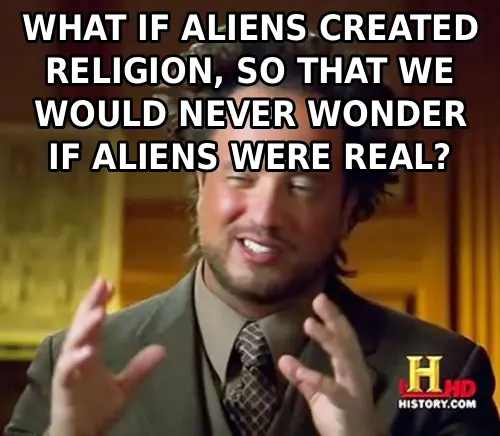 WHAT IF ALIENS CREATED
RELIGION, SO THAT WE
WOULD NEVER WONDER
IF ALIENS WERE REAL?
H HD
HISTORY.COM